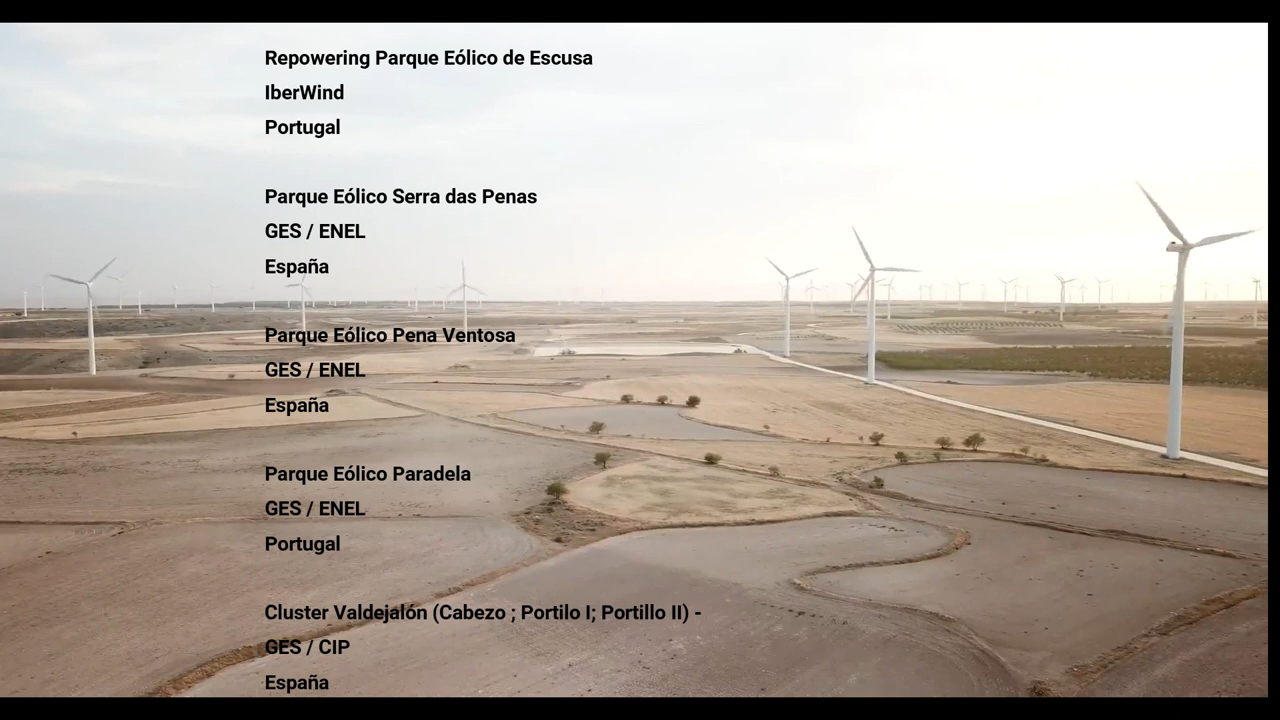 Repowering Parque Eólico de Escusa
IberWind
Portugal
Parque Eólico Serra das Penas
GES / ENEL
España
Parque Eólico Pena Ventosa
GES / ENEL
España
Parque Eólico Paradela
GES / ENEL
Portugal
Cluster Valdejalón (Cabezo ; Portilo I; Portillo II) -
GES / CIP
España